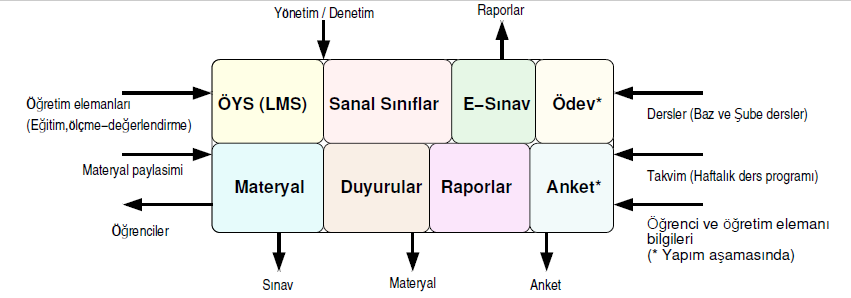 Yönetim / Denetim
Raporlar
ÖYS (LMS)
Sanal Sınıflar
E−Sınav
Ödev*
Öğretim elemanları
(Eğitim,ölçme−değerlendirme)
Dersler (Baz ve Şube dersler)
Materyal paylasimi
Materyal
Duyurular
Raporlar
Anket*
Takvim (Haftalık ders programı)
Öğrenciler
Öğrenci ve öğretim elemanı
bilgileri
(* Yapım aşamasında)
Sınav
Materyal
Anket